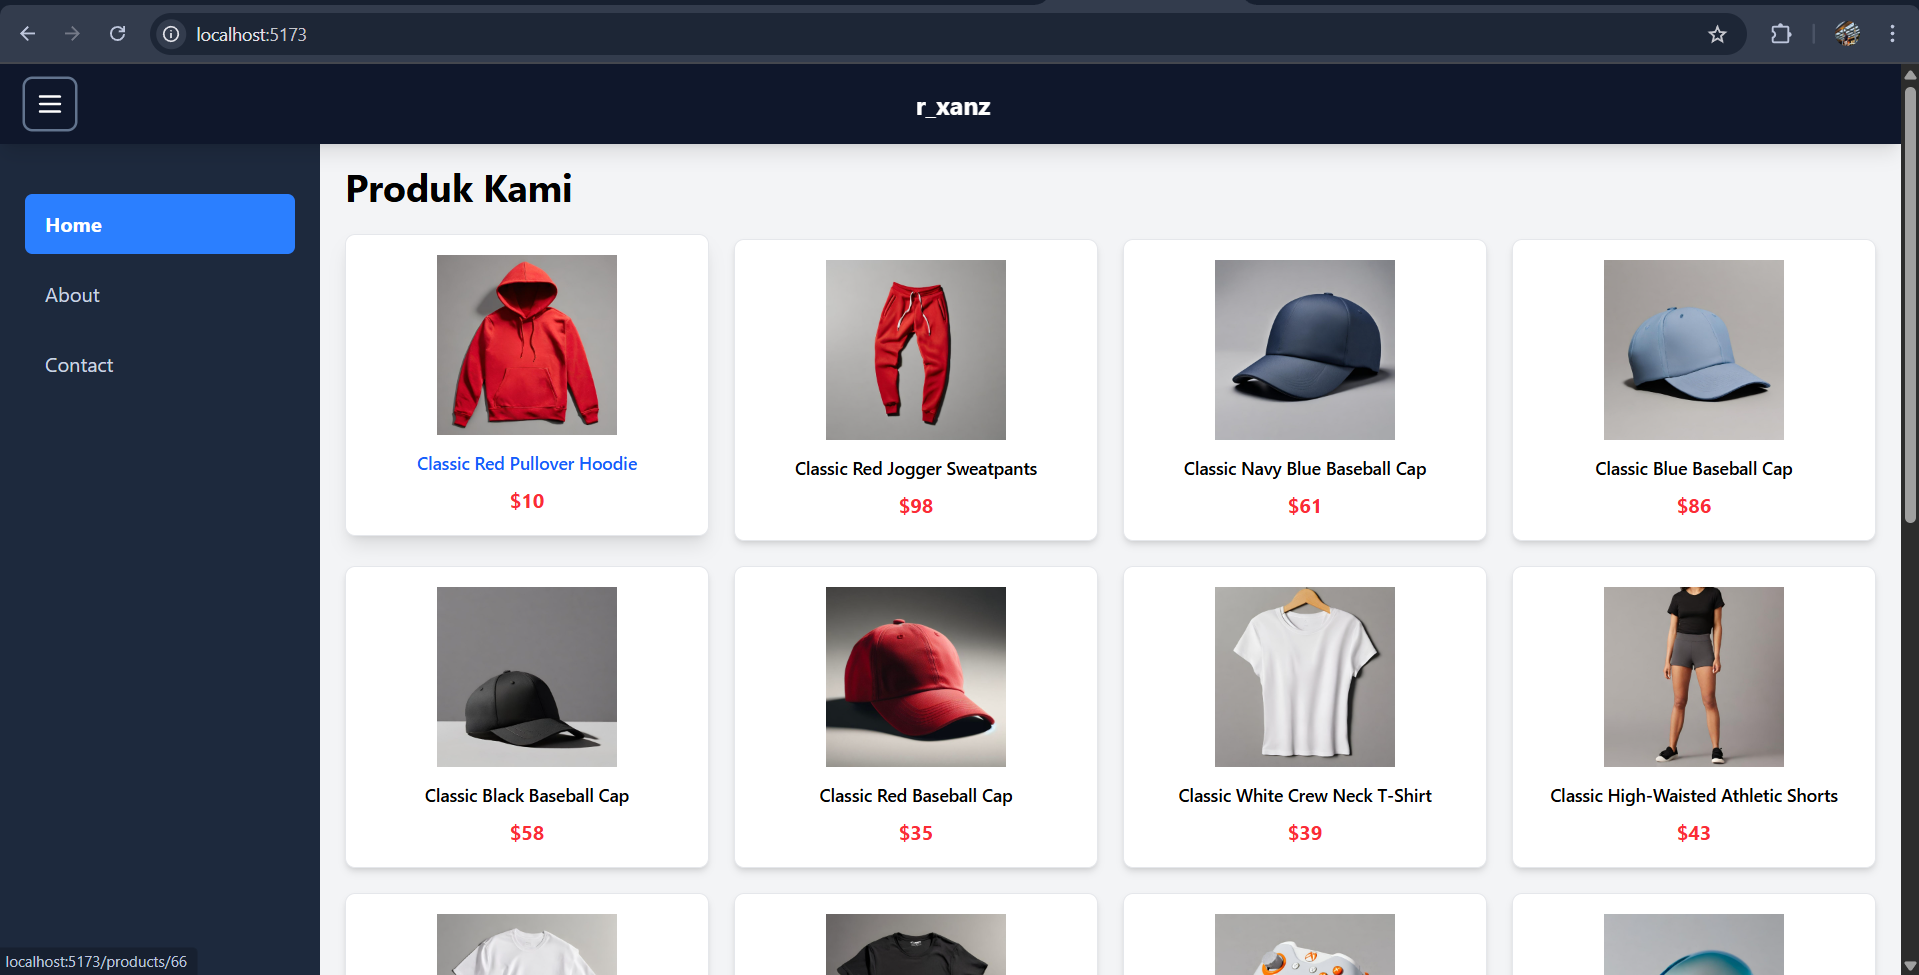 localhost:5173
r_xanz
Home
About
Contact
Produk Kami
Classic Red Pullover Hoodie
$10
Classic Red Jogger Sweatpants
$98
Classic Navy Blue Baseball Cap
$61
Classic Blue Baseball Cap
$86
Classic Black Baseball Cap
$58
Classic Red Baseball Cap
$35
Classic White Crew Neck T-Shirt
$39
Classic High-Waisted Athletic Shorts
$43
localhost:5173/products/66